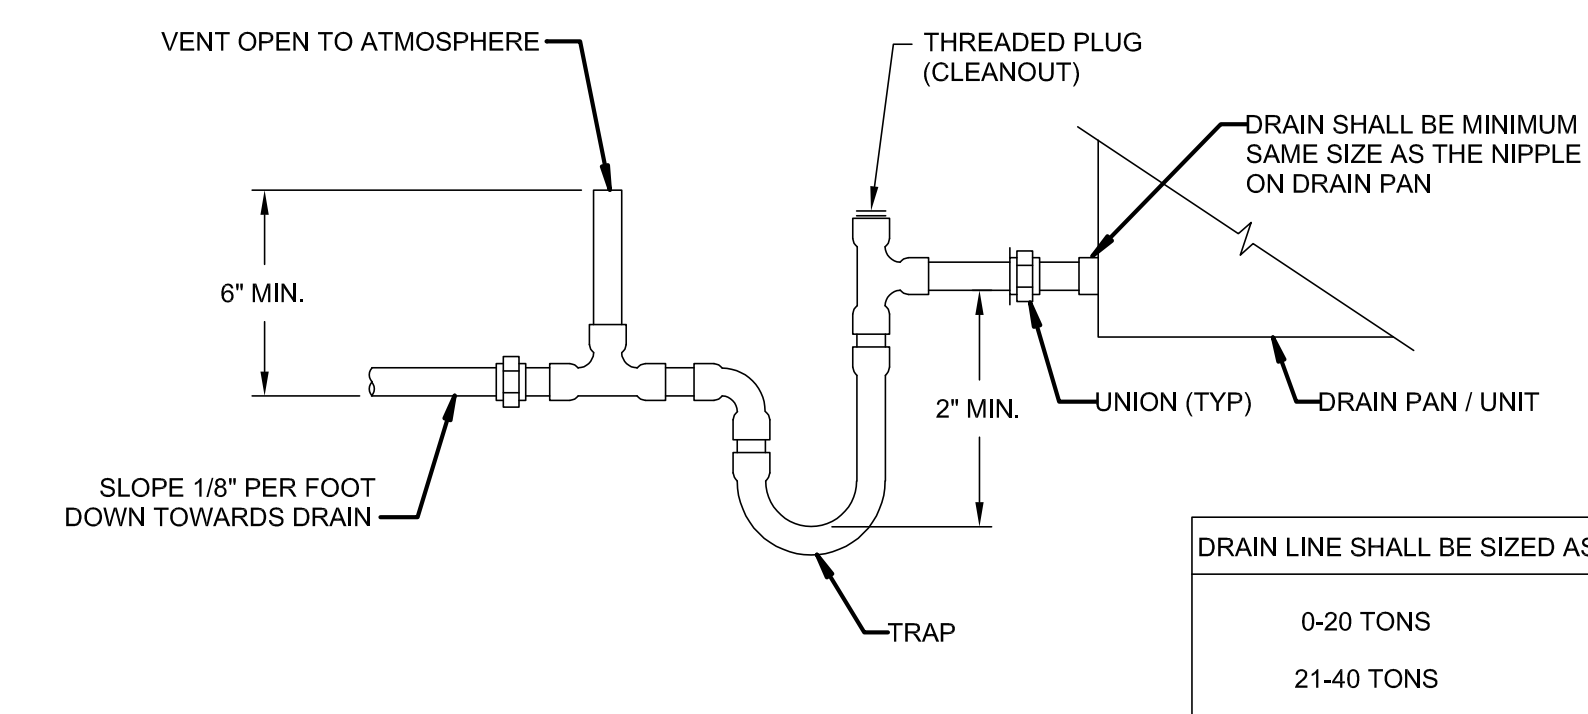 VENT OPEN TO ATMOSPHERE
THREADED PLUG
(CLEANOUT)
DRAIN SHALL BE MINIMUM
SAME SIZE AS THE NIPPLE
ON DRAIN PAN
6" MIN.
2" MIN.
UNION (TYP)
DRAIN PAN / UNIT
SLOPE 1/8" PER FOOT
DOWN TOWARDS DRAIN
TRAP
DRAIN LINE SHALL BE SIZED AS
0-20 TONS
21-40 TONS